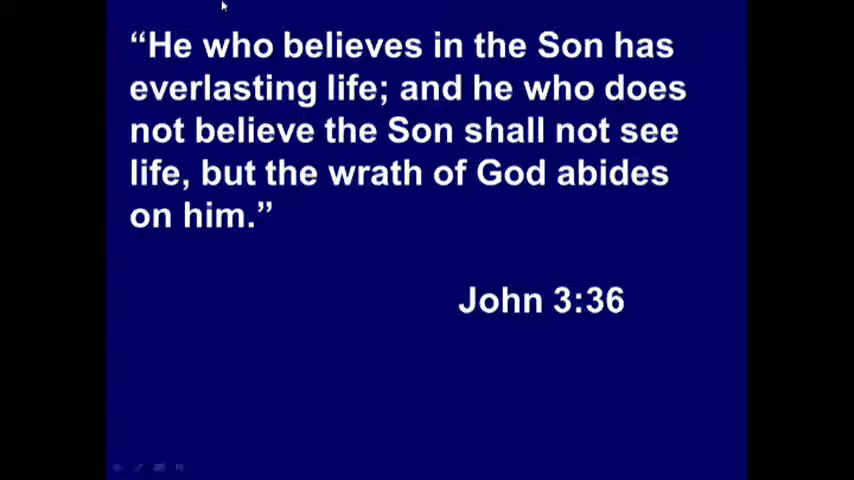 “He who believes in the Son has
everlasting life; and he who does
not believe the Son shall not see
life, but the wrath of God abides
on him.”
John 3:36